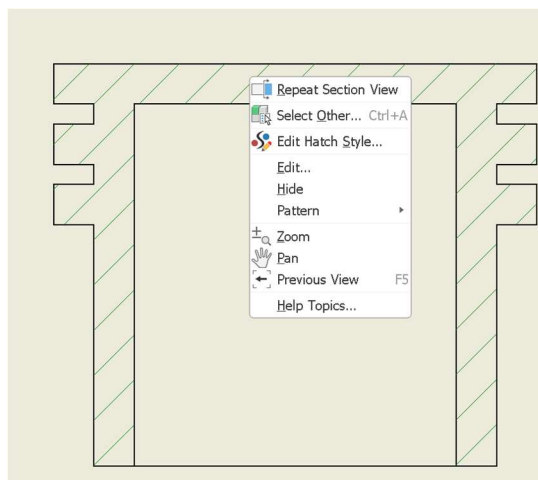 Repeat Section View
Select Other... Ctrl+A
Edit Hatch Style...
Edit...
Hide
Pattern
Zoom
Pan
Previous View F5
Help Topics...